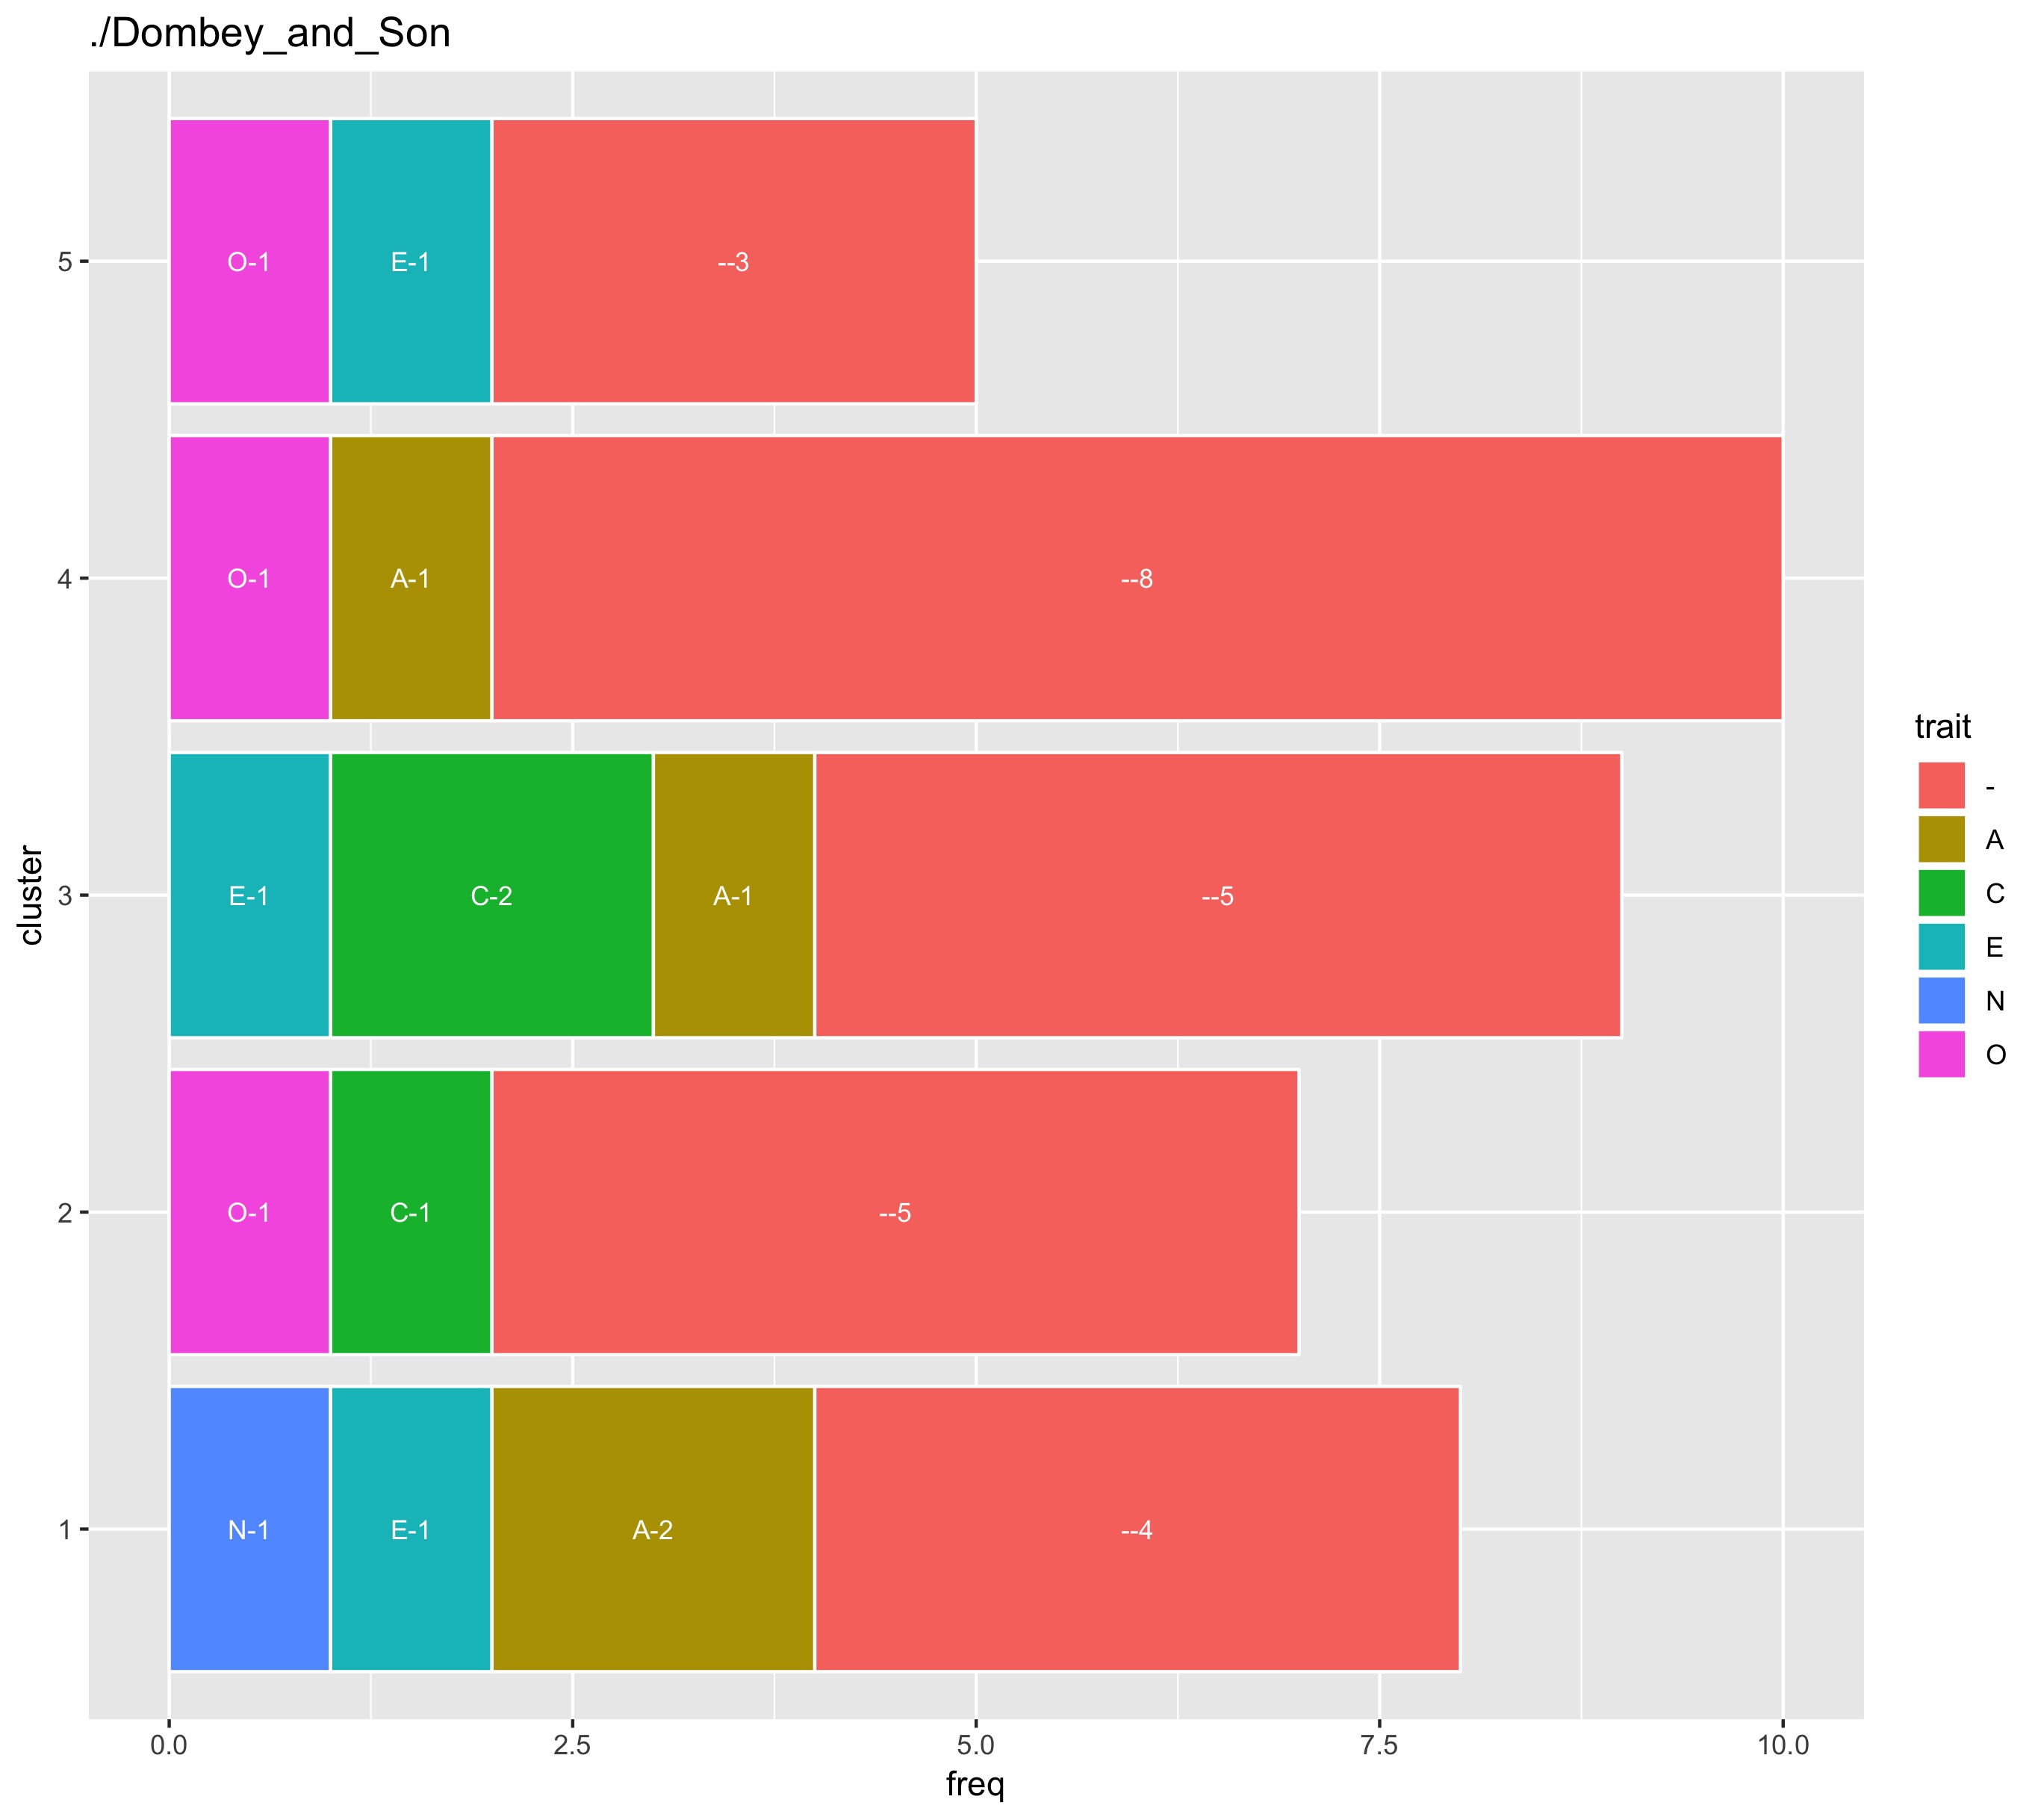 ./Dombey_and_Son
5
O-1 E-1 --3
4
O-1 A-1 --8
3
E-1 C-2 A-1 --5
2
O-1 C-1 --5
1
N-1 E-1 A-2 --4
cluster
0.0 2.5 5.0 7.5 10.0
freq
trait
-
A
C
E
N
O